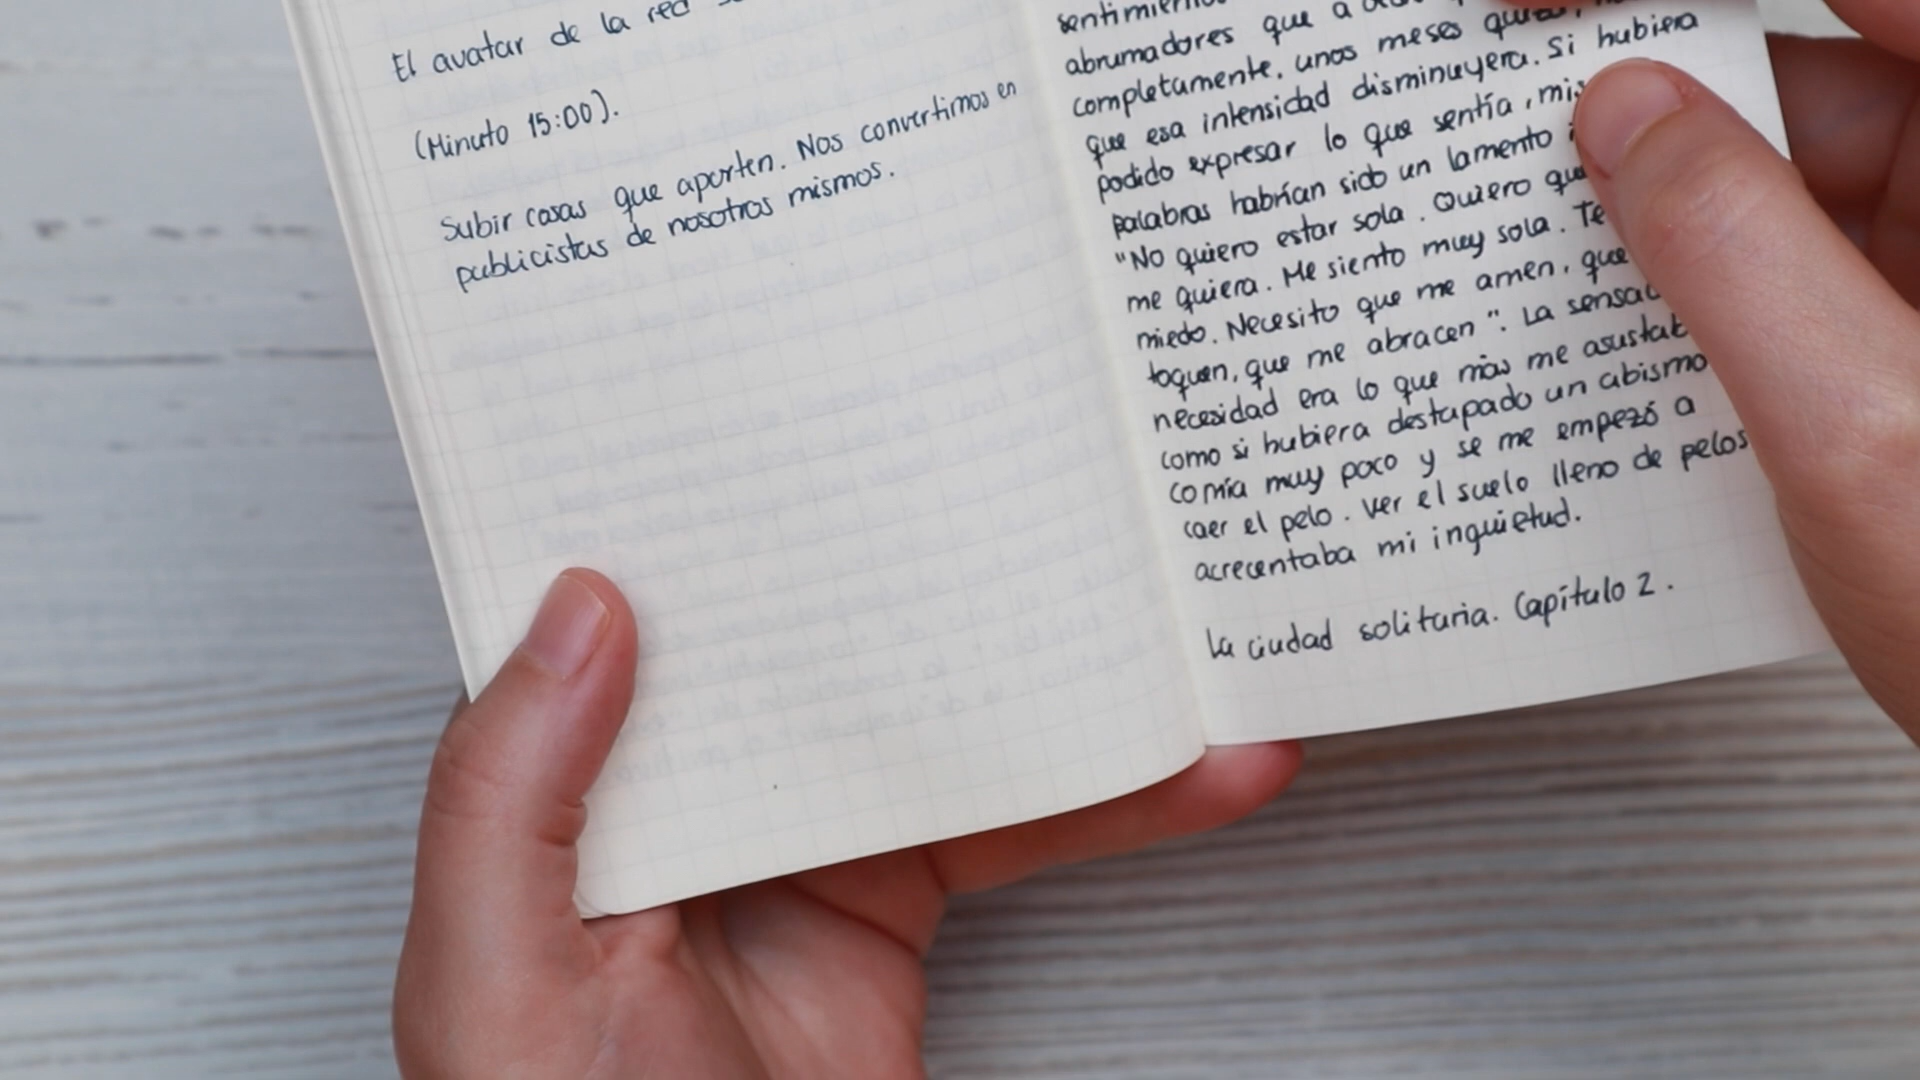 El avatar de la red
(Minuto 15:00).
Subir cosas que aporten. Nos convertimos en
publicistas de nosotros mismos.
abrumadores que a
completamente, unos meses
que esa intensidad disminuyera. Si hubiera
podido expresar lo que sentía, mis
palabras habrían sido un lamento
"No quiero estar sola. Quiero que
me quiera. Me siento muy sola. Te
miedo. Necesito que me amen, que
toquen, que me abracen". La sensac
necesidad era lo que más me asustab
como si hubiera destapado un abismo
comía muy poco y se me empezó a
caer el pelo. Ver el suelo lleno de pelos
acrecentaba mi inquietud.
La ciudad solitaria. Capítulo 2.